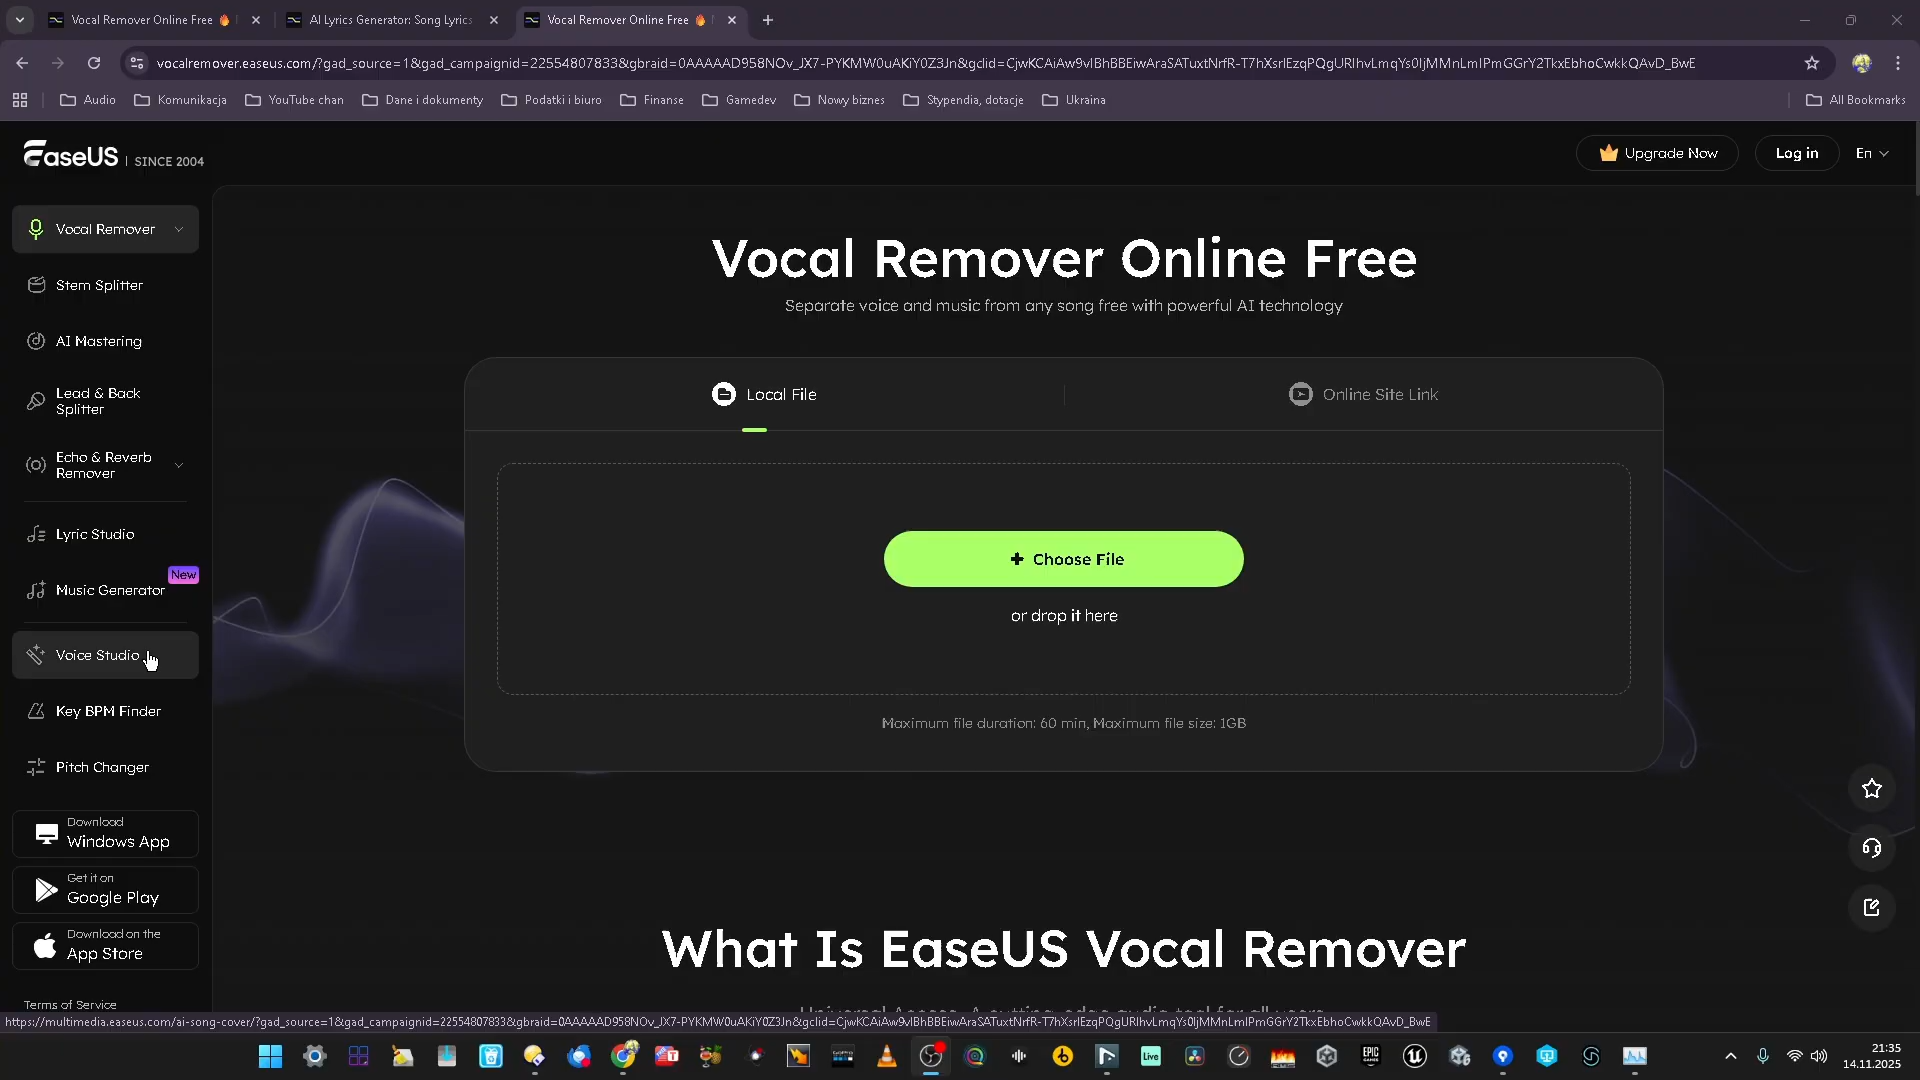 Vocal Remover Online Free 🔥
AI Lyrics Generator: Song Lyrics
Vocal Remover Online Free 🔥
vocalremover.easeus.com/?gad_source=1&gad_campaignid=22554807833&gbraid=0AAAAAD958NOv_JX7-PYKMW0uAKiY0Z3Jn&gclid=CjwKCAiAw9vIBhBBEiwAraSATuxtNrfR-T7hXsrlEzqPQgURlhvLmqYs0IjMMnLmIPmGGrY2TkxEbhoCwkkQAvD_BwE
Audio
Komunikacja
YouTube chan
Dane i dokumenty
Podatki i biuro
Finanse
Gamedev
Nowy biznes
Stypendia, dotacje
Ukraina
All Bookmarks
EaseUS | SINCE 2004
Upgrade Now
Log in
En
Vocal Remover
Stem Splitter
AI Mastering
Lead & Back
Splitter
Echo & Reverb
Remover
Lyric Studio
New
Music Generator
Voice Studio
Key BPM Finder
Pitch Changer
Download
Windows App
Get it on
Google Play
Download on the
App Store
Terms of Service
Vocal Remover Online Free
Separate voice and music from any song free with powerful AI technology
Local File
Online Site Link
+ Choose File
or drop it here
Maximum file duration: 60 min, Maximum file size: 1GB
What Is EaseUS Vocal Remover
https://multimedia.easeus.com/ai-song-cover/?gad_source=1&gad_campaignid=22554807833&gbraid=0AAAAAD958NOv_JX7-PYKMW0uAKiY0Z3Jn&gclid=CjwKCAiAw9vIBhBBEiwAraSATuxtNrfR-T7hXsrlEzqPQgURlhvLmqYs0IjMMnLmIPmGGrY2TkxEbhoCwkkQAvD_BwE
Live
EPIC
GAMES
21:35
14.11.2025